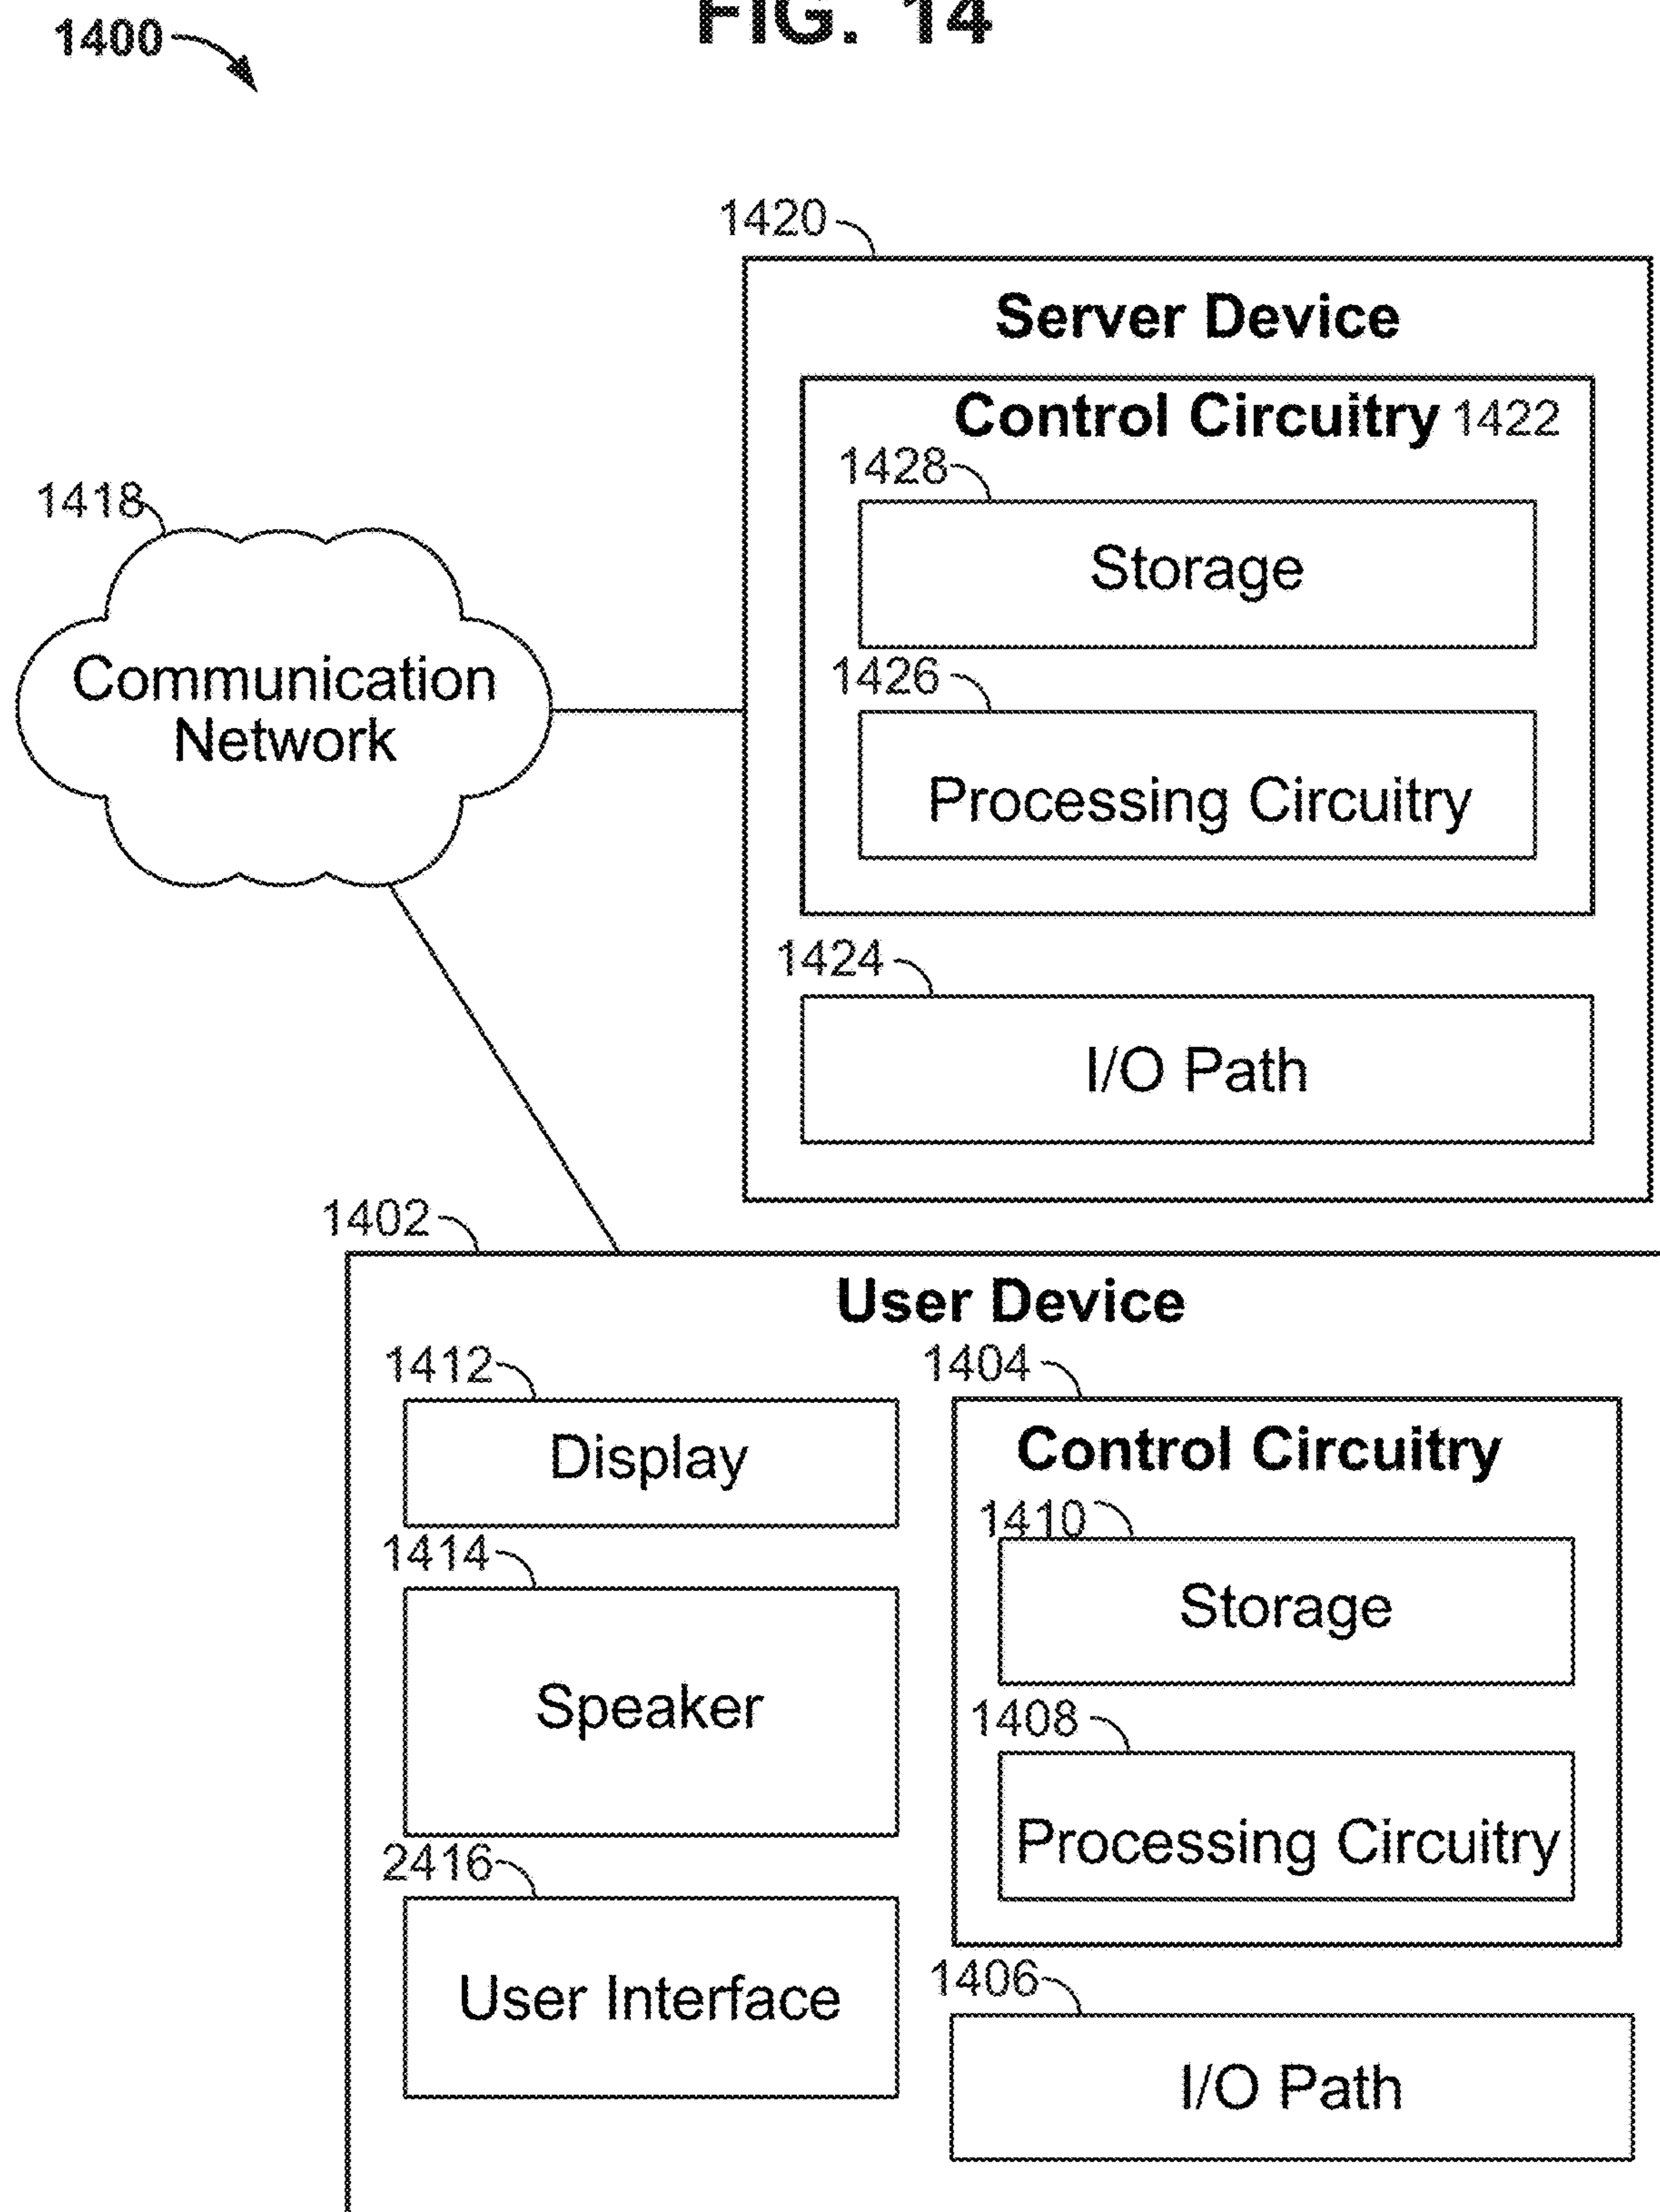 FIG. 14
1400
1420
Server Device
Control Circuitry 1422
1428
Storage
1426
Processing Circuitry
1424
I/O Path
1418
Communication
Network
1402
User Device
1412
Display
1414
Speaker
2416
User Interface
1404
Control Circuitry
1410
Storage
1408
Processing Circuitry
1406
I/O Path